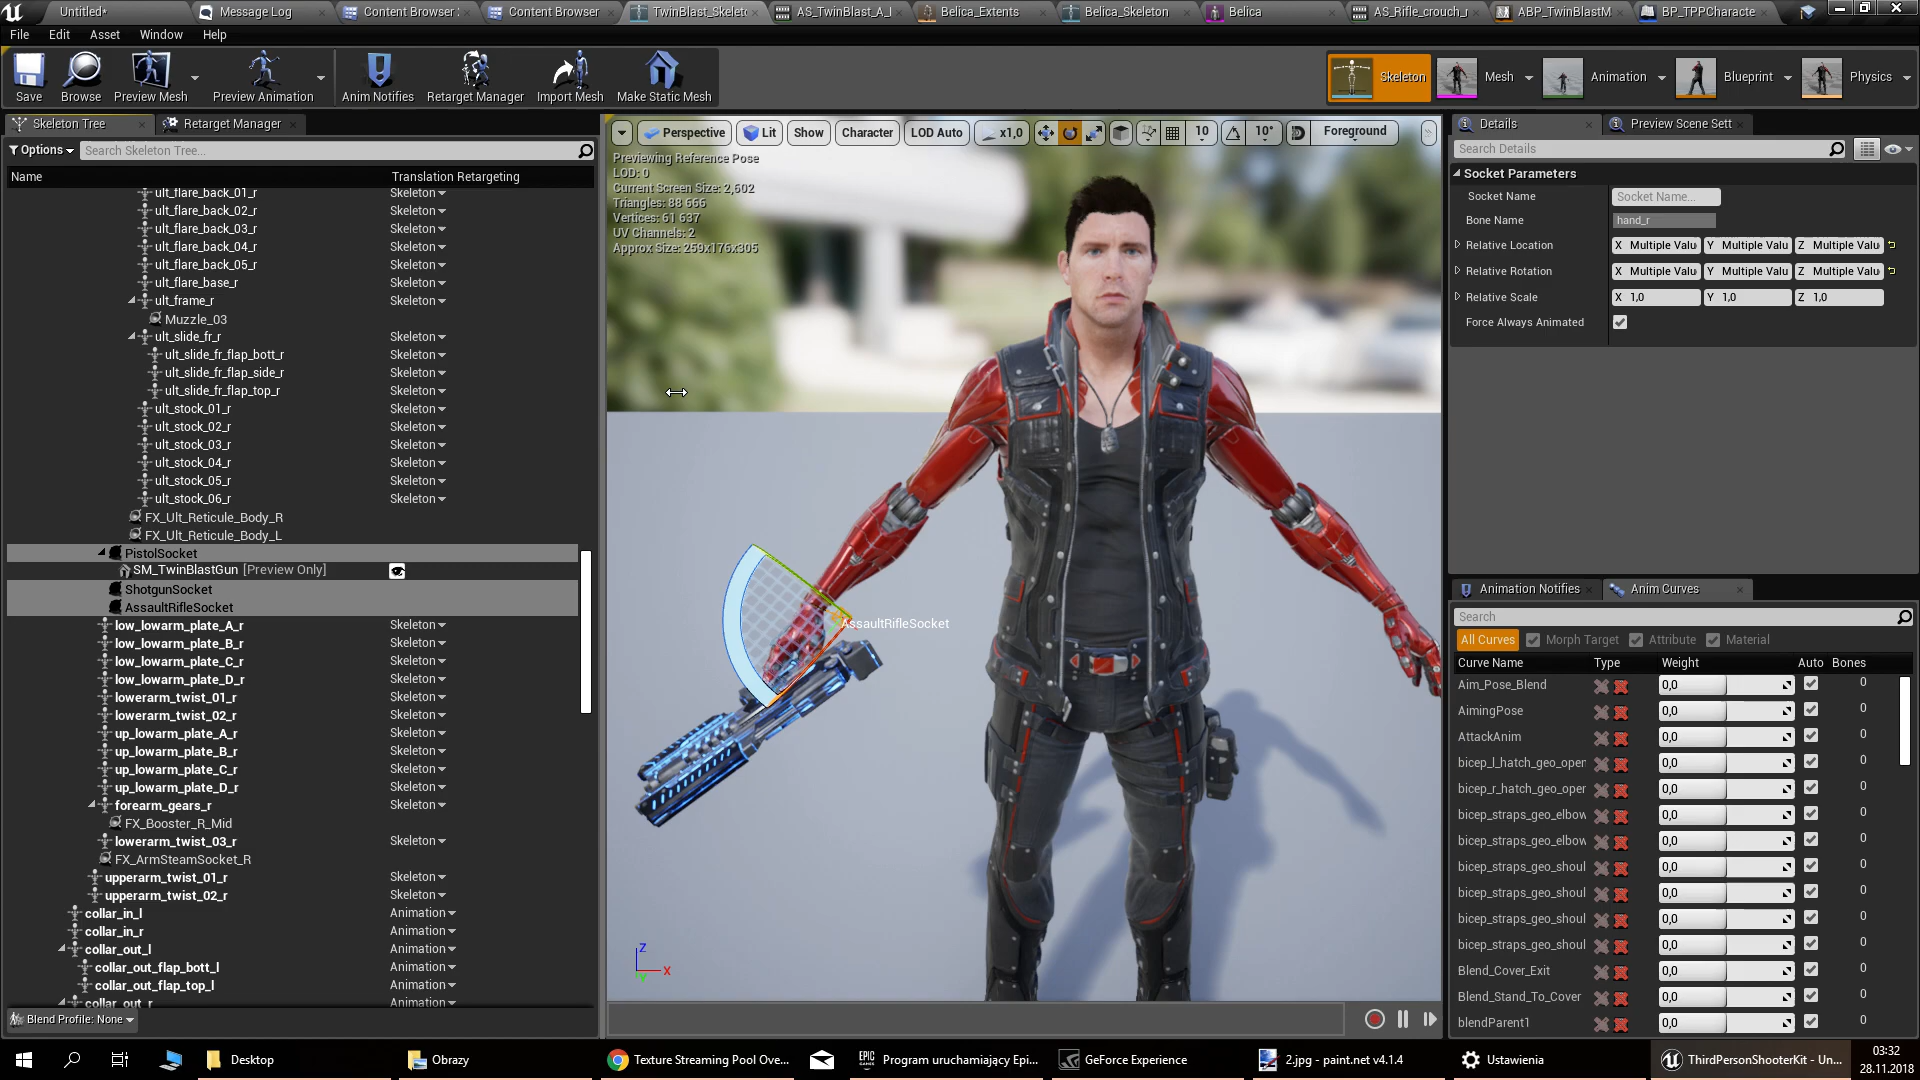 Untitled*
Message Log
Content Browser
Content Browser
TwinBlast_Skelet
AS_TwinBlast_A_I
Belica_Extents
Belica_Skeleton
Belica
AS_Rifle_crouch_
ABP_TwinBlastM
BP_TPPCharacte
File Edit Asset Window Help
Save
Browse
Preview Mesh
Preview Animation
Anim Notifies
Retarget Manager
Import Mesh
Make Static Mesh
Skeleton
Mesh
Animation
Blueprint
Physics
Skeleton Tree
Retarget Manager
Options
Search Skeleton Tree...
Name
Translation Retargeting
ult_flare_back_01_r Skeleton
ult_flare_back_02_r Skeleton
ult_flare_back_03_r Skeleton
ult_flare_back_04_r Skeleton
ult_flare_back_05_r Skeleton
ult_flare_base_r Skeleton
ult_frame_r Skeleton
Muzzle_03
ult_slide_fr_r Skeleton
ult_slide_fr_flap_bott_r Skeleton
ult_slide_fr_flap_side_r Skeleton
ult_slide_fr_flap_top_r Skeleton
ult_stock_01_r Skeleton
ult_stock_02_r Skeleton
ult_stock_03_r Skeleton
ult_stock_04_r Skeleton
ult_stock_05_r Skeleton
ult_stock_06_r Skeleton
FX_Ult_Reticule_Body_R
FX_Ult_Reticule_Body_L
PistolSocket
SM_TwinBlastGun [Preview Only]
ShotgunSocket
AssaultRifleSocket
low_lowarm_plate_A_r Skeleton
low_lowarm_plate_B_r Skeleton
low_lowarm_plate_C_r Skeleton
low_lowarm_plate_D_r Skeleton
lowerarm_twist_01_r Skeleton
lowerarm_twist_02_r Skeleton
up_lowarm_plate_A_r Skeleton
up_lowarm_plate_B_r Skeleton
up_lowarm_plate_C_r Skeleton
up_lowarm_plate_D_r Skeleton
forearm_gears_r Skeleton
FX_Booster_R_Mid
lowerarm_twist_03_r Skeleton
FX_ArmSteamSocket_R
upperarm_twist_01_r Skeleton
upperarm_twist_02_r Skeleton
collar_in_l Animation
collar_in_r Animation
collar_out_l Animation
collar_out_flap_bott_l Animation
collar_out_flap_top_l Animation
collar_out_r Animation
Blend Profile: None
Perspective
Lit
Show
Character
LOD Auto
x1,0
10
10°
Foreground
Previewing Reference Pose
LOD: 0
Current Screen Size: 2,602
Triangles: 88 666
Vertices: 61 637
UV Channels: 2
Approx Size: 259x176x305
AssaultRifleSocket
Z
X
Details
Preview Scene Sett
Search Details
Socket Parameters
Socket Name Socket Name...
Bone Name hand_r
Relative Location X Multiple Valu Y Multiple Valu Z Multiple Valu
Relative Rotation X Multiple Valu Y Multiple Valu Z Multiple Valu
Relative Scale X 1,0 Y 1,0 Z 1,0
Force Always Animated
Animation Notifies
Anim Curves
Search
All Curves Morph Target Attribute Material
Curve Name Type Weight Auto Bones
Aim_Pose_Blend 0,0 0
AimingPose 0,0 0
AttackAnim 0,0 0
bicep_l_hatch_geo_open 0,0 0
bicep_r_hatch_geo_oper 0,0 0
bicep_straps_geo_elbow 0,0 0
bicep_straps_geo_elbow 0,0 0
bicep_straps_geo_shoul 0,0 0
bicep_straps_geo_shoul 0,0 0
bicep_straps_geo_shoul 0,0 0
bicep_straps_geo_shoul 0,0 0
Blend_Cover_Exit 0,0 0
Blend_Stand_To_Cover 0,0 0
blendParent1 0,0 0
Desktop
Obrazy
Texture Streaming Pool Ove...
Program uruchamiający Epi...
GeForce Experience
2.jpg - paint.net v4.1.4
Ustawienia
ThirdPersonShooterKit - Un...
03:32
28.11.2018